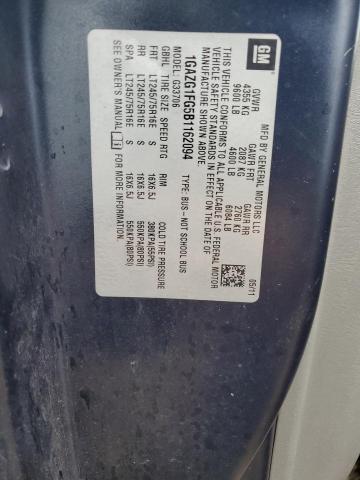 GM
MFD BY GENERAL MOTORS LLC
05/11
GVWR GAWR FRT GAWR RR
4355 KG 2087 KG 2760 KG
9600 LB 4600 LB 6084 LB
THIS VEHICLE CONFORMS TO ALL APPLICABLE U.S. FEDERAL MOTOR
VEHICLE SAFETY STANDARDS IN EFFECT ON THE DATE OF
MANUFACTURE SHOWN ABOVE.
1GAZG1FG5B1162094 TYPE: BUS–NOT SCHOOL BUS
MODEL: G33706
GBHL TIRE SIZE SPEED RTG RIM COLD TIRE PRESSURE
FRT LT245/75R16E S 16X6.5J 380KPA(55PSI)
RR LT245/75R16E S 16X6.5J 550KPA(80PSI)
SPA LT245/75R16E S 16X6.5J 550KPA(80PSI)
SEE OWNER'S MANUAL